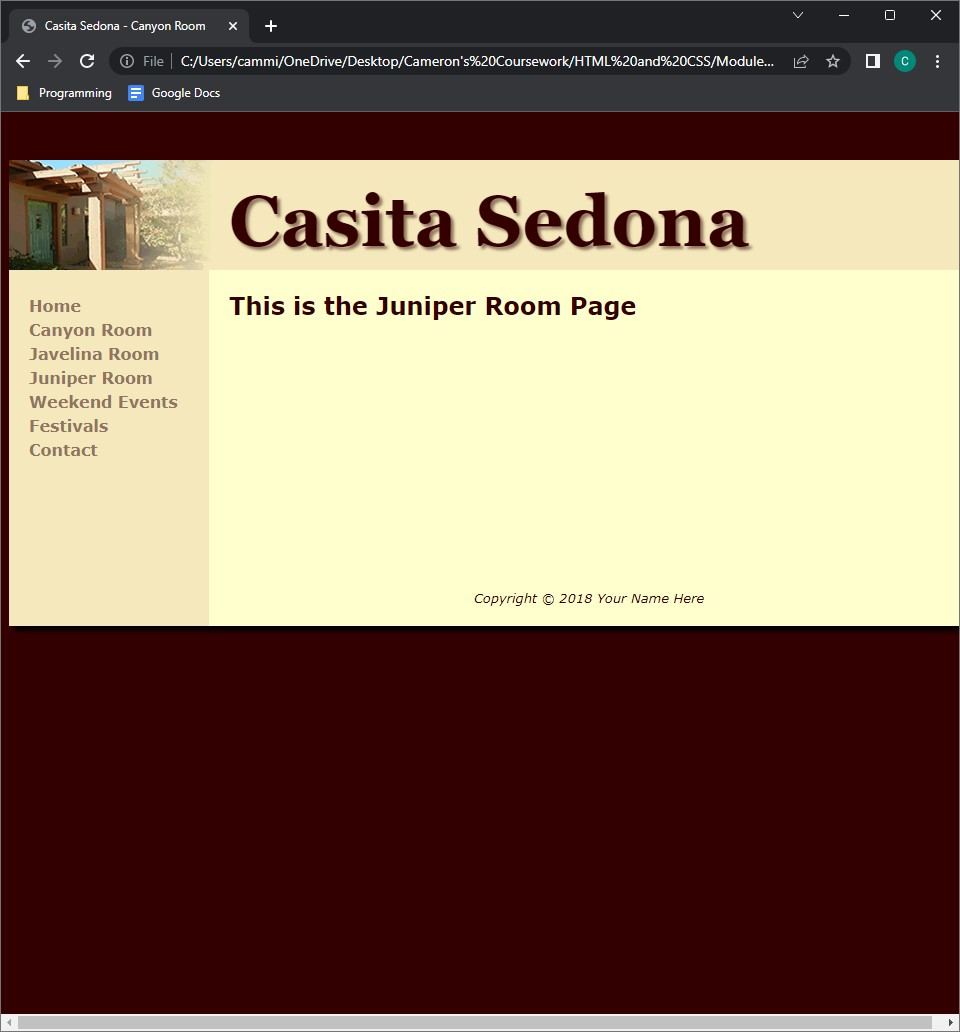 Casita Sedona - Canyon Room
File
C:/Users/cammi/OneDrive/Desktop/Cameron's%20Coursework/HTML%20and%20CSS/Module...
C
Programming
Google Docs
Casita Sedona
Home
Canyon Room
Javelina Room
Juniper Room
Weekend Events
Festivals
Contact
This is the Juniper Room Page
Copyright © 2018 Your Name Here